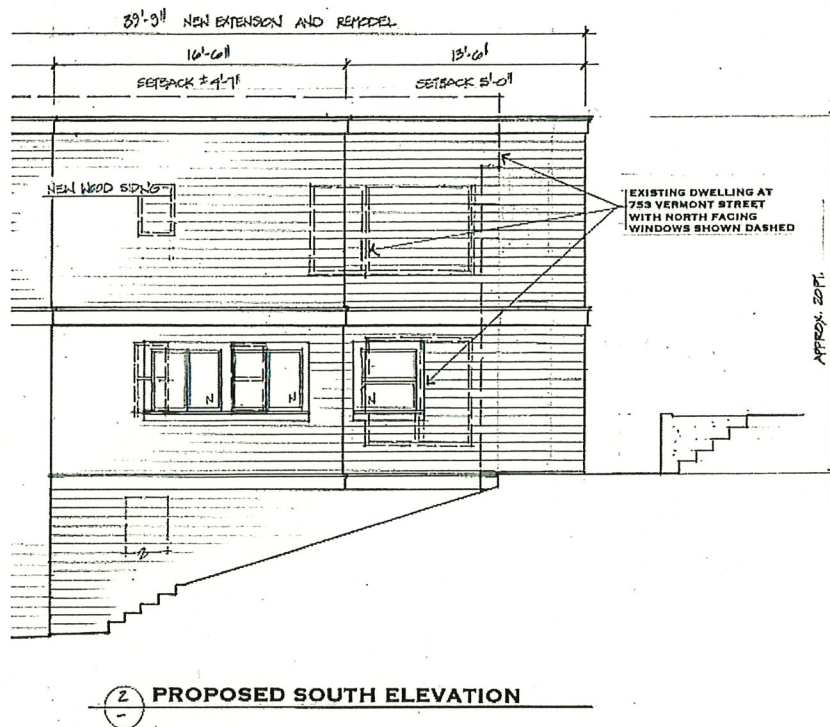 39'-9" NEW EXTENSION AND REMODEL
16'-6" 13'-6"
SETBACK ±4'-7" SETBACK 5'-0"
NEW WOOD SIDING
EXISTING DWELLING AT
753 VERMONT STREET
WITH NORTH FACING
WINDOWS SHOWN DASHED
APPROX. 20FT.
N N N
2
2 PROPOSED SOUTH ELEVATION